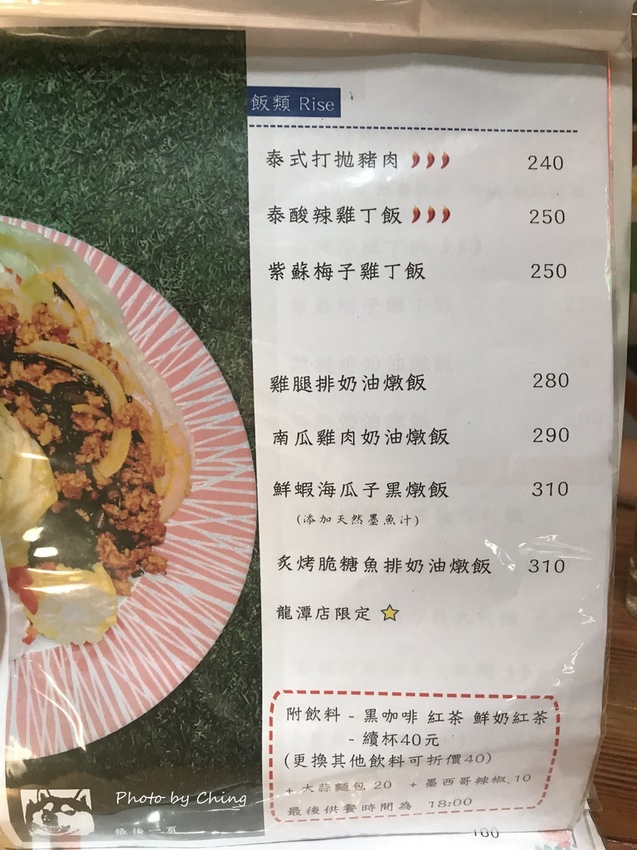 飯類 Rise
泰式打拋豬肉 240
泰酸辣雞丁飯 250
紫蘇梅子雞丁飯 250
雞腿排奶油燉飯 280
南瓜雞肉奶油燉飯 290
鮮蝦海瓜子黑燉飯 310
(添加天然墨魚汁)
炙烤脆糖魚排奶油燉飯 310
龍潭店限定
附飲料 - 黑咖啡 紅茶 鮮奶紅茶
- 續杯40元
(更換其他飲料可折價40)
+ 大蒜麵包 20 + 墨西哥辣椒 10
最後供餐時間為 18:00
Photo by Ching